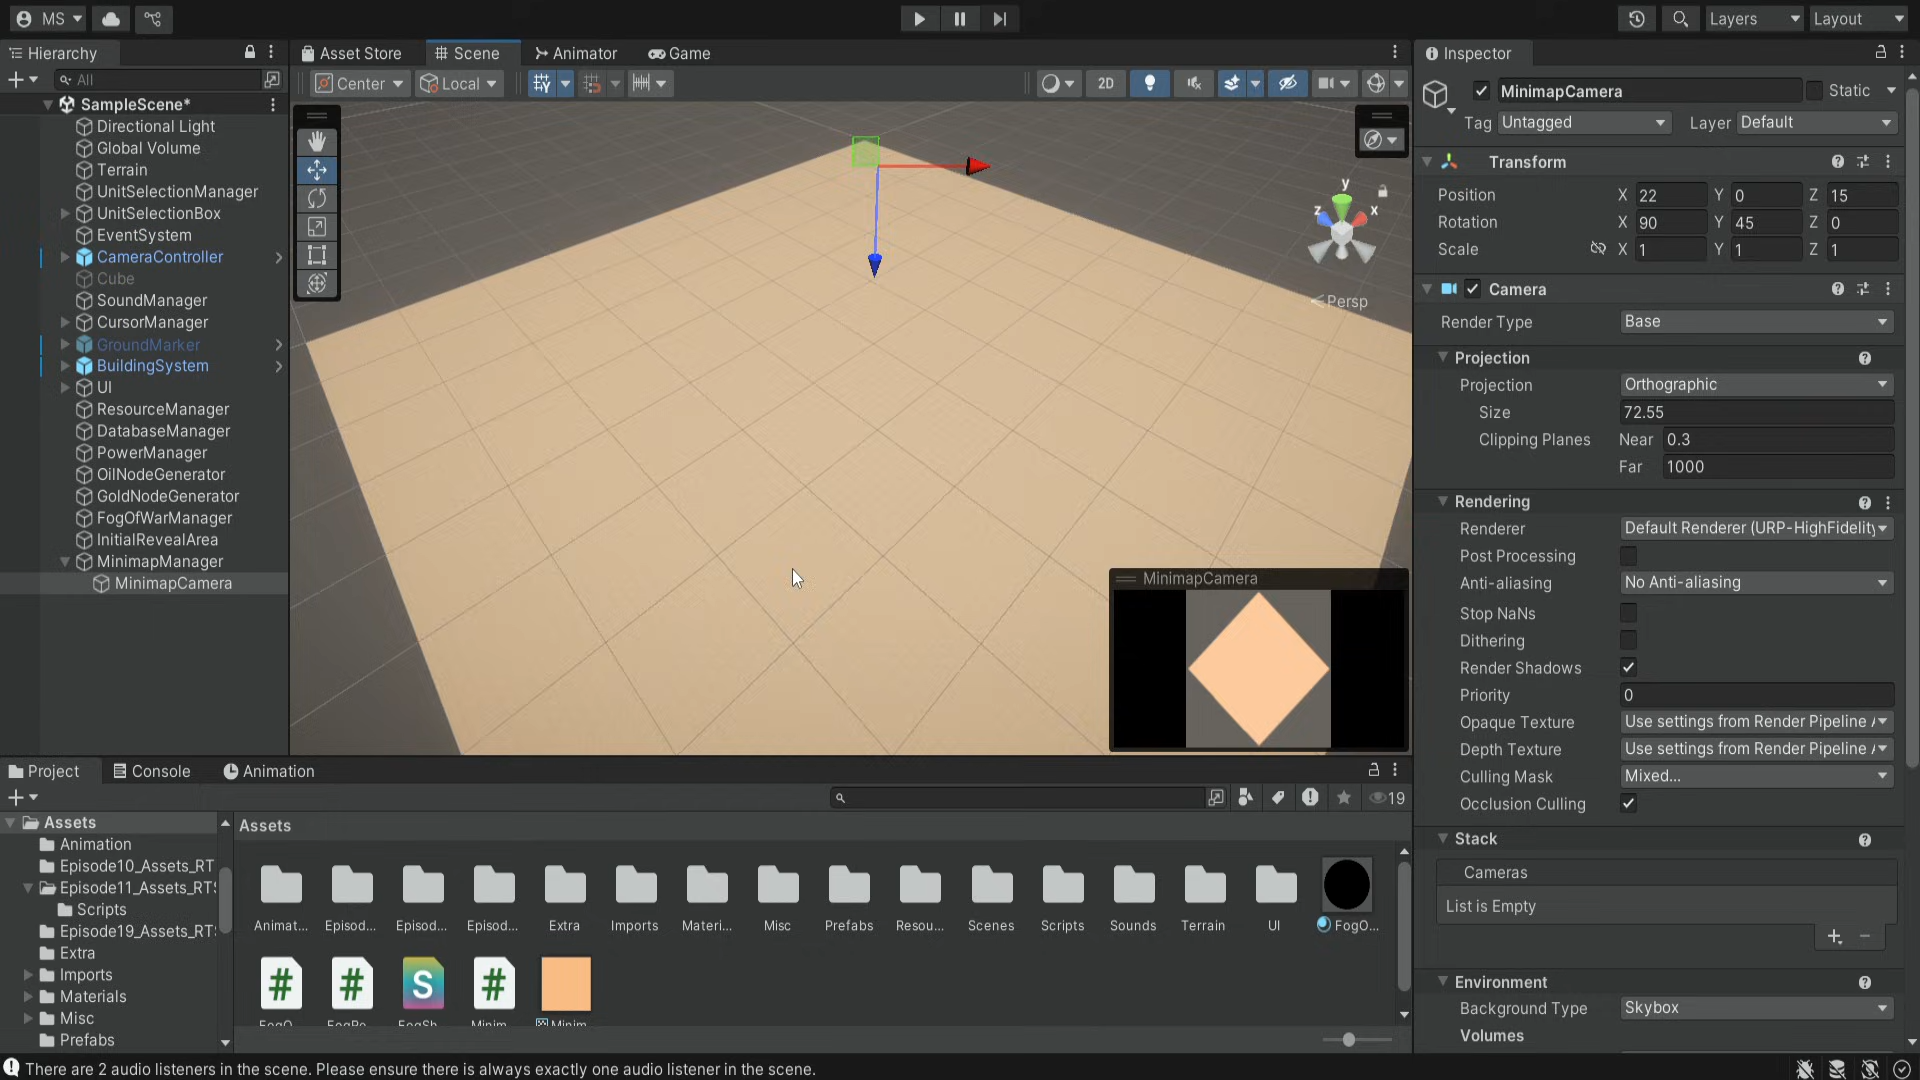 MS
Layers
Layout
Hierarchy
All
SampleScene*
Directional Light
Global Volume
Terrain
UnitSelectionManager
UnitSelectionBox
EventSystem
CameraController
Cube
SoundManager
CursorManager
GroundMarker
BuildingSystem
UI
ResourceManager
DatabaseManager
PowerManager
OilNodeGenerator
GoldNodeGenerator
FogOfWarManager
InitialRevealArea
MinimapManager
MinimapCamera
Asset Store
Scene
Animator
Game
Center
Local
2D
y
z
x
Persp
MinimapCamera
Inspector
MinimapCamera
Static
Tag Untagged Layer Default
Transform
Position X 22 Y 0 Z 15
Rotation X 90 Y 45 Z 0
Scale X 1 Y 1 Z 1
Camera
Render Type Base
Projection
Projection Orthographic
Size 72.55
Clipping Planes Near 0.3
Far 1000
Rendering
Renderer Default Renderer (URP-HighFidelity
Post Processing
Anti-aliasing No Anti-aliasing
Stop NaNs
Dithering
Render Shadows
Priority 0
Opaque Texture Use settings from Render Pipeline
Depth Texture Use settings from Render Pipeline
Culling Mask Mixed...
Occlusion Culling
Stack
Cameras
List is Empty
Environment
Background Type Skybox
Volumes
Project
Console
Animation
19
Assets
Animation
Episode10_Assets_RT
Episode11_Assets_RTS
Scripts
Episode19_Assets_RTS
Extra
Imports
Materials
Misc
Prefabs
Assets
Animat... Episod... Episod... Episod... Extra Imports Materi... Misc Prefabs Resou... Scenes Scripts Sounds Terrain UI FogO...
FogO... FogRe... FogSh... Minim... Minim...
There are 2 audio listeners in the scene. Please ensure there is always exactly one audio listener in the scene.